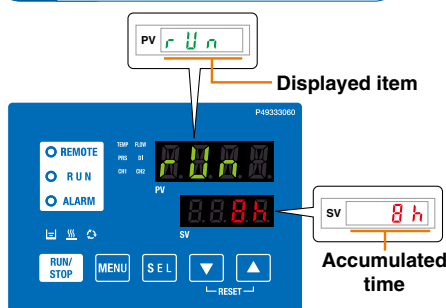 PV rUn
Displayed item
P49333060
REMOTE
RUN
ALARM
TEMP FLOW
PRS DI
CH1 CH2
rUn
PV
8h
SV
SV 8h
Accumulated
time
RUN/
STOP
MENU
SEL
RESET